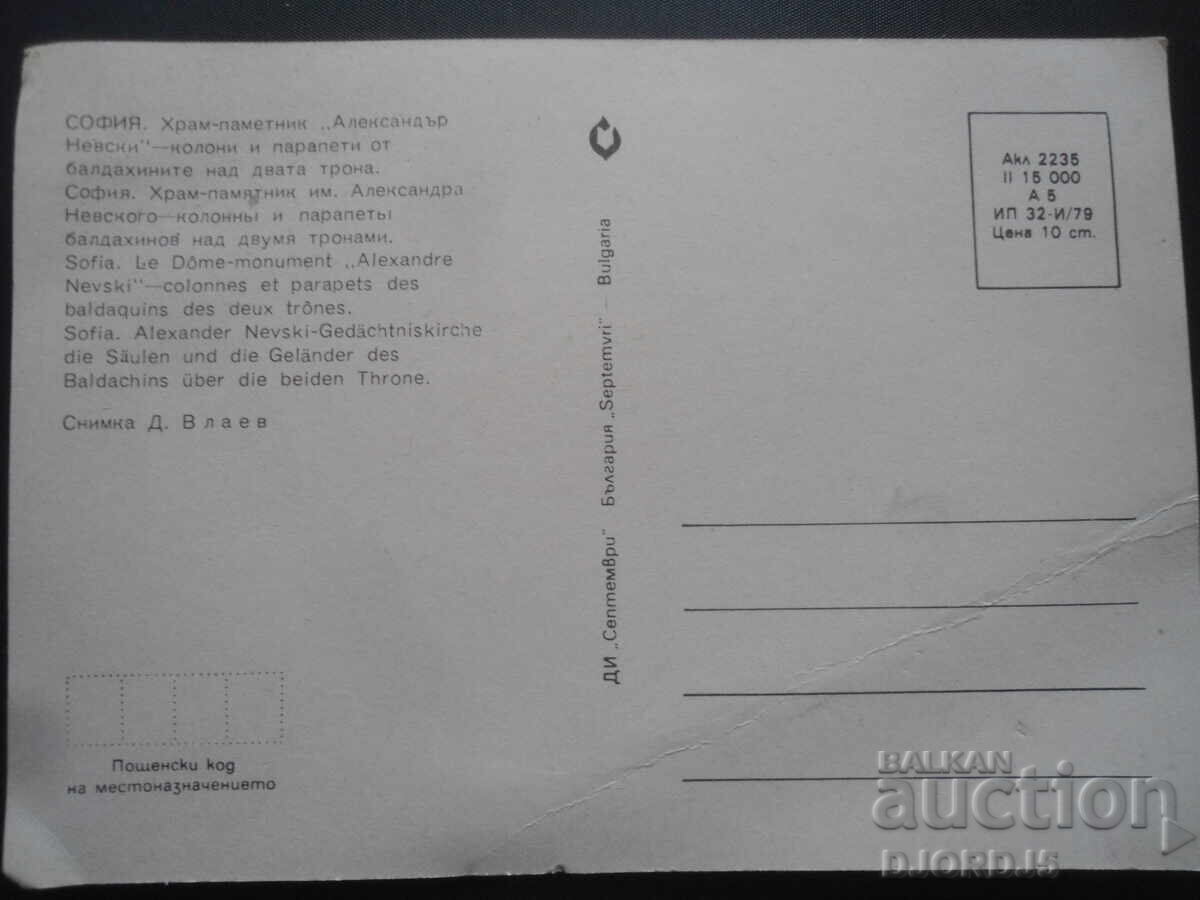 СОФИЯ. Храм-паметник „Александър
Невски"—колони и парапети от
балдахините над двата трона.
София. Храм-памятник им. Александра
Невского—колонны и парапеты
балдахинов над двумя тронами.
Sofia. Le Dôme-monument „Alexandre
Nevski"—colonnes et parapets des
baldaquins des deux trônes.
Sofia. Alexander Nevski-Gedächtniskirche
die Säulen und die Geländer des
Baldachins über die beiden Throne.
Снимка Д. Влаев
Пощенски код
на местоназначението
ДИ „Септември" България „Septemvri" — Bulgaria
Акл 2235
II 15 000
А 5
ИП 32-И/79
Цена 10 ст.
BALKAN
auction
DJORDJ5